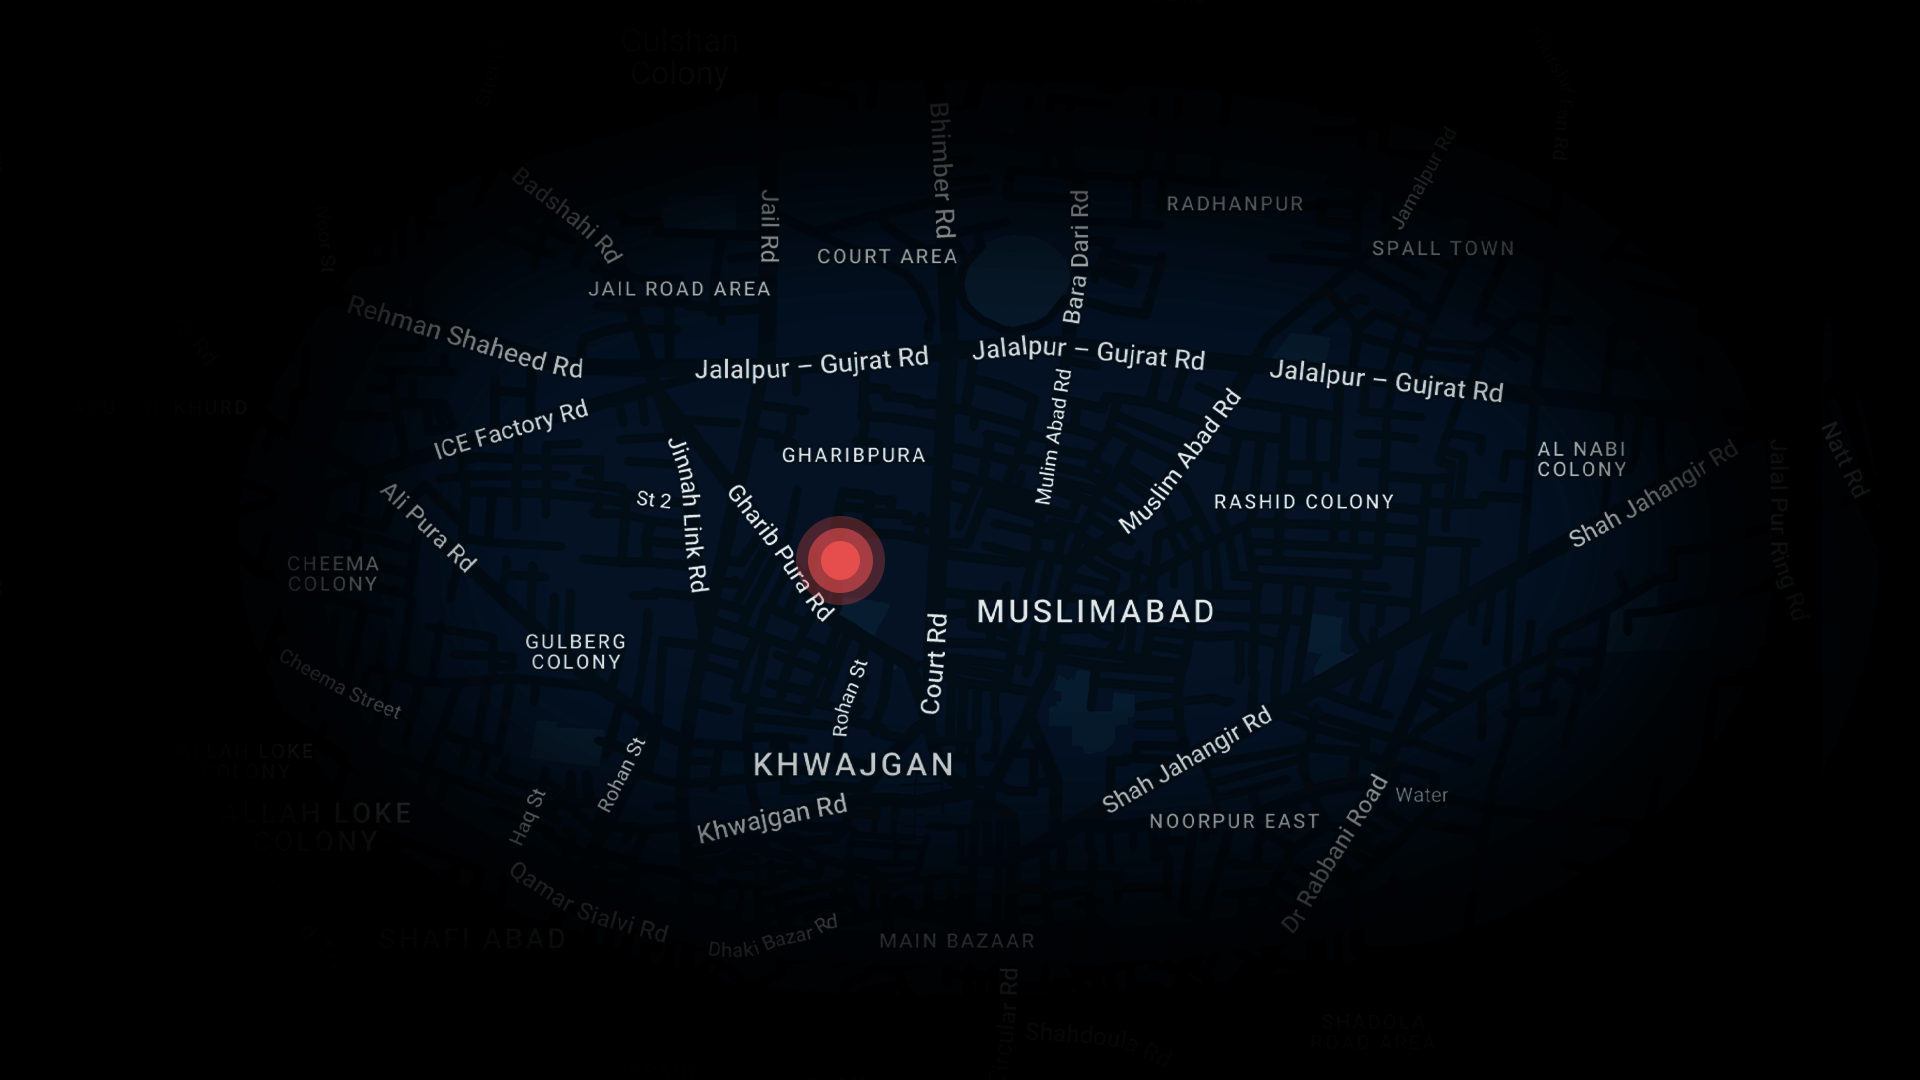 Gulshan
Colony
Bhimber Rd
Badshahi Rd
Jail Rd
Bara Dari Rd
RADHANPUR
Jamalpur Rd
SPALL TOWN
COURT AREA
JAIL ROAD AREA
Rehman Shaheed Rd
Jalalpur – Gujrat Rd
Jalalpur – Gujrat Rd
Jalalpur – Gujrat Rd
KHURD
ICE Factory Rd
Mulim Abad Rd
Muslim Abad Rd
GHARIBPURA
Jinnah Link Rd
St 2
Gharib Pura Rd
RASHID COLONY
AL NABI
COLONY
Shah Jahangir Rd
Natt Rd
Jalal Pur Ring Rd
Ali Pura Rd
CHEEMA
COLONY
MUSLIMABAD
GULBERG
COLONY
Court Rd
Rohan St
Cheema Street
KHWAJGAN
Rohan St
Khwajgan Rd
Haq St
Shah Jahangir Rd
Water
NOORPUR EAST
Dr Rabbani Road
LOKE
ALLAH LOKE
COLONY
Qamar Sialvi Rd
SHAFI ABAD
Dhaki Bazar Rd
MAIN BAZAAR
Circular Rd
Shahdoula Rd
SHADOLA
ROAD AREA